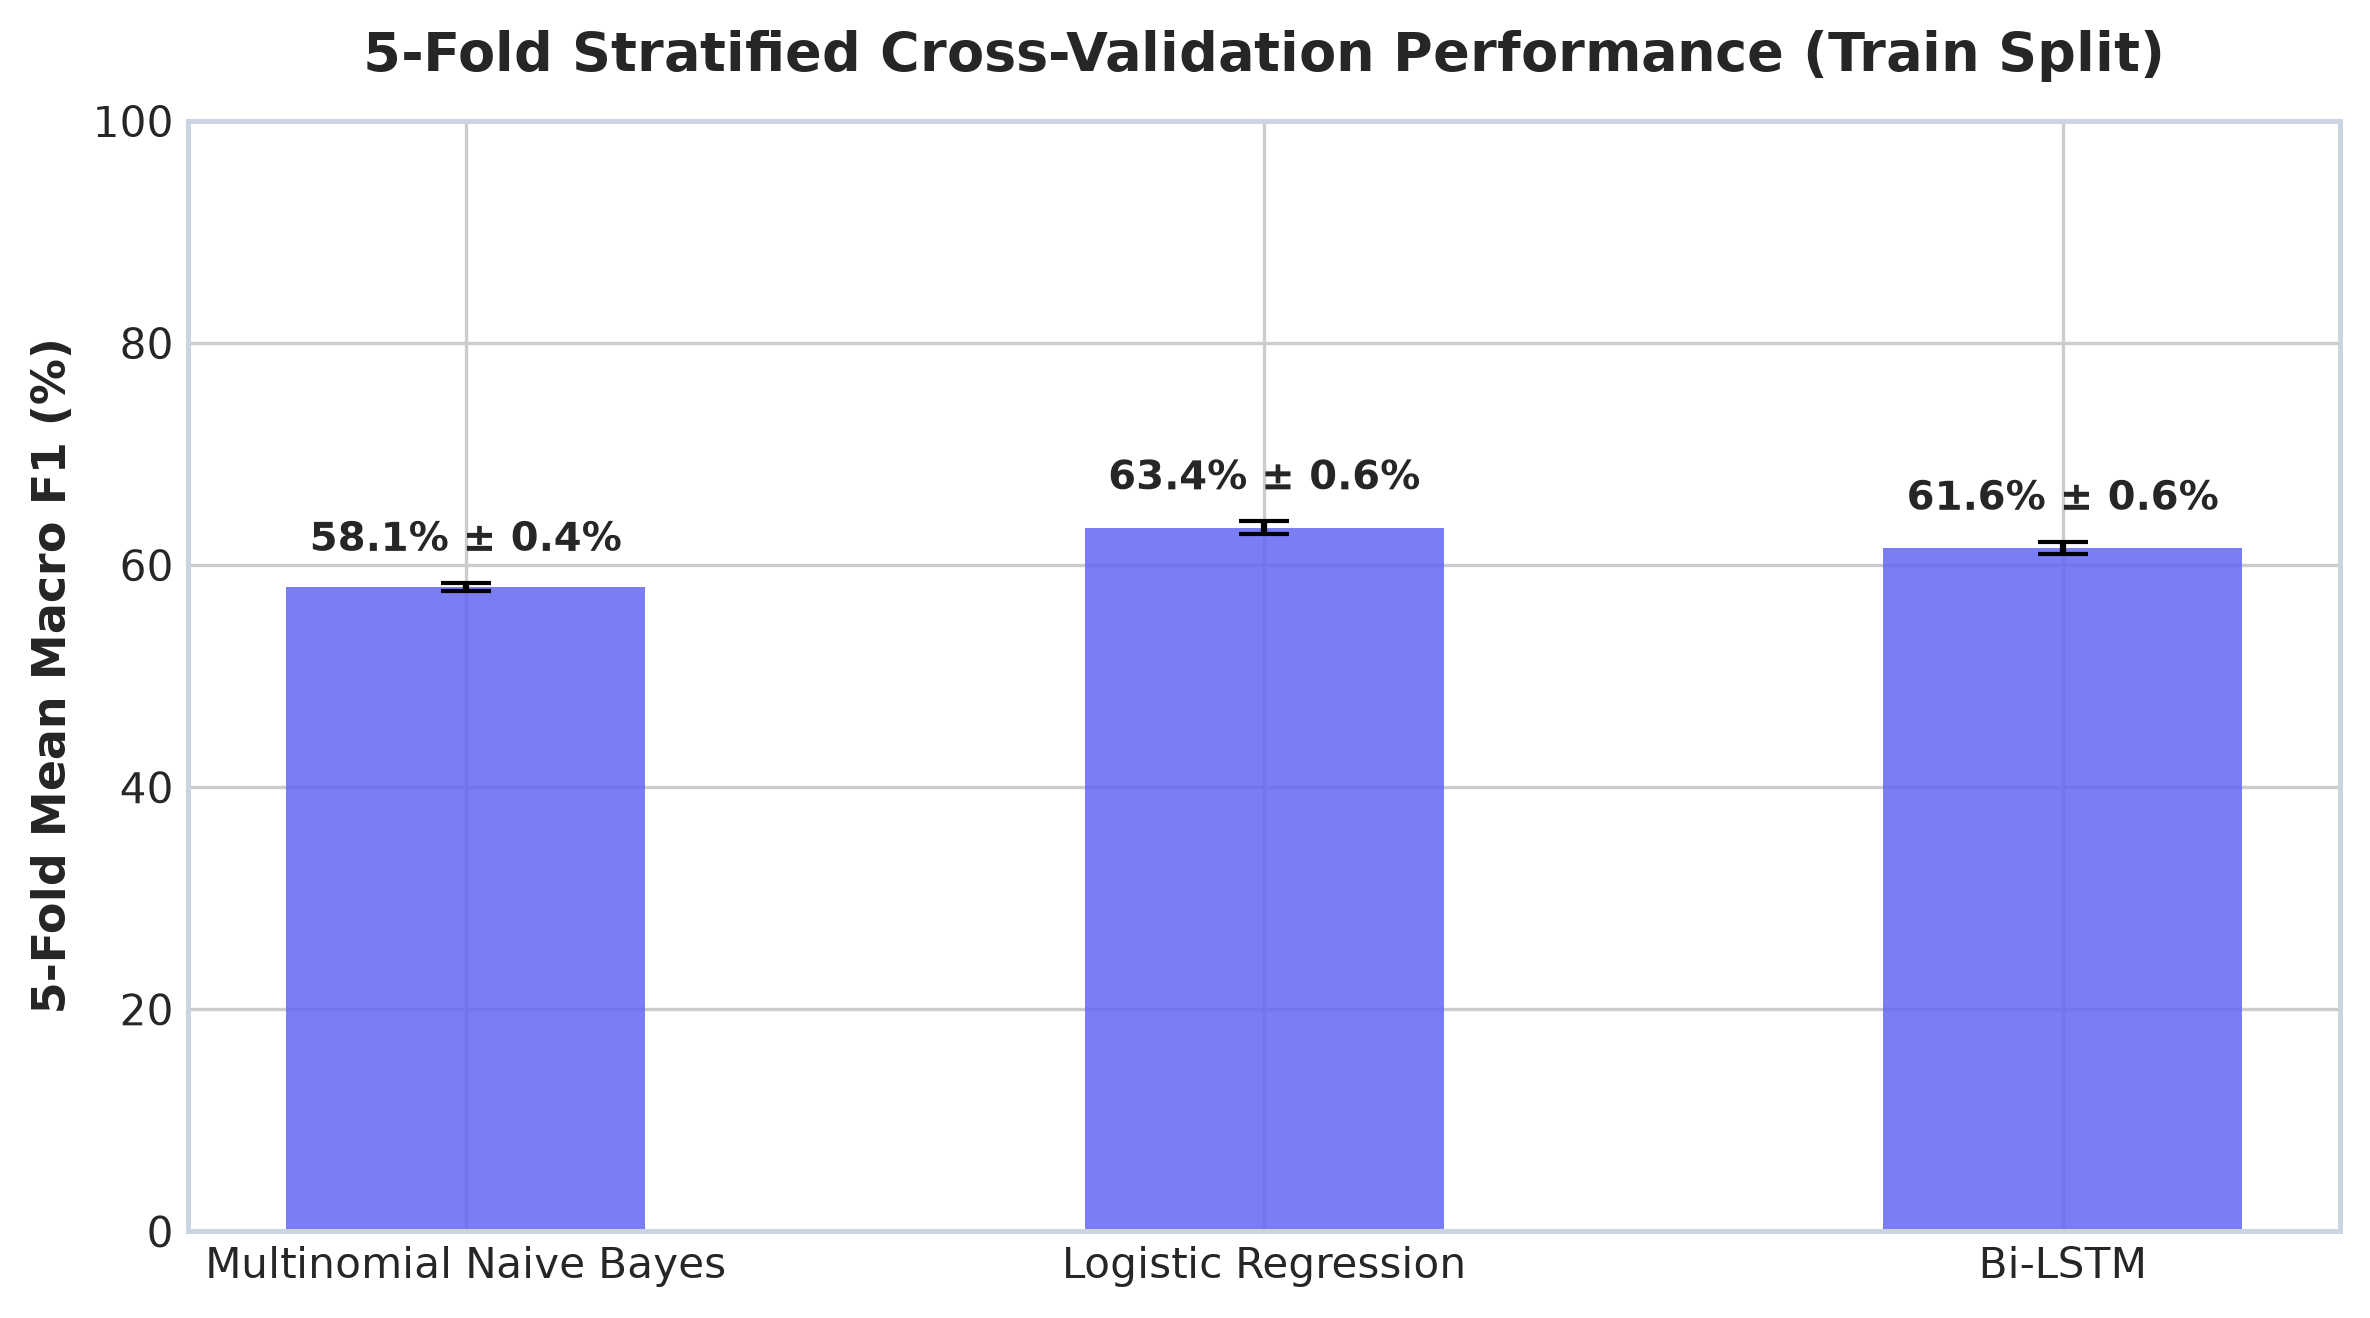 5-Fold Stratified Cross-Validation Performance (Train Split)
5-Fold Mean Macro F1 (%)
100
80
60
40
20
0
58.1% ± 0.4%
63.4% ± 0.6%
61.6% ± 0.6%
Multinomial Naive Bayes
Logistic Regression
Bi-LSTM